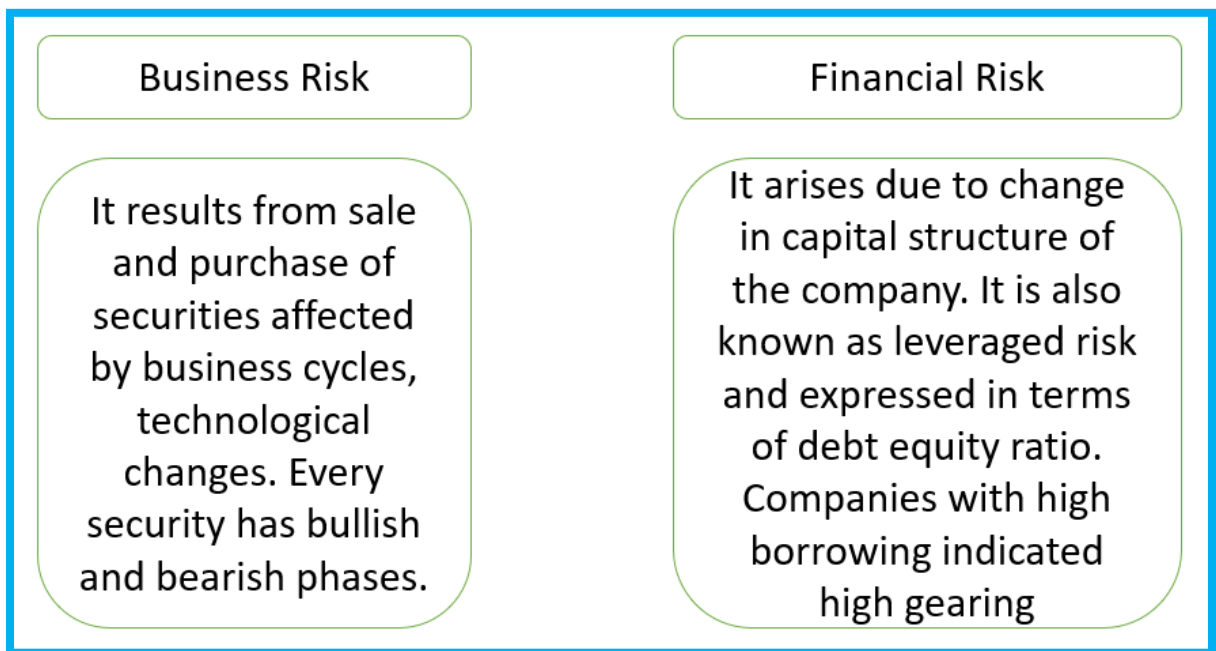 Business Risk
It results from sale
and purchase of
securities affected
by business cycles,
technological
changes. Every
security has bullish
and bearish phases.
Financial Risk
It arises due to change
in capital structure of
the company. It is also
known as leveraged risk
and expressed in terms
of debt equity ratio.
Companies with high
borrowing indicated
high gearing